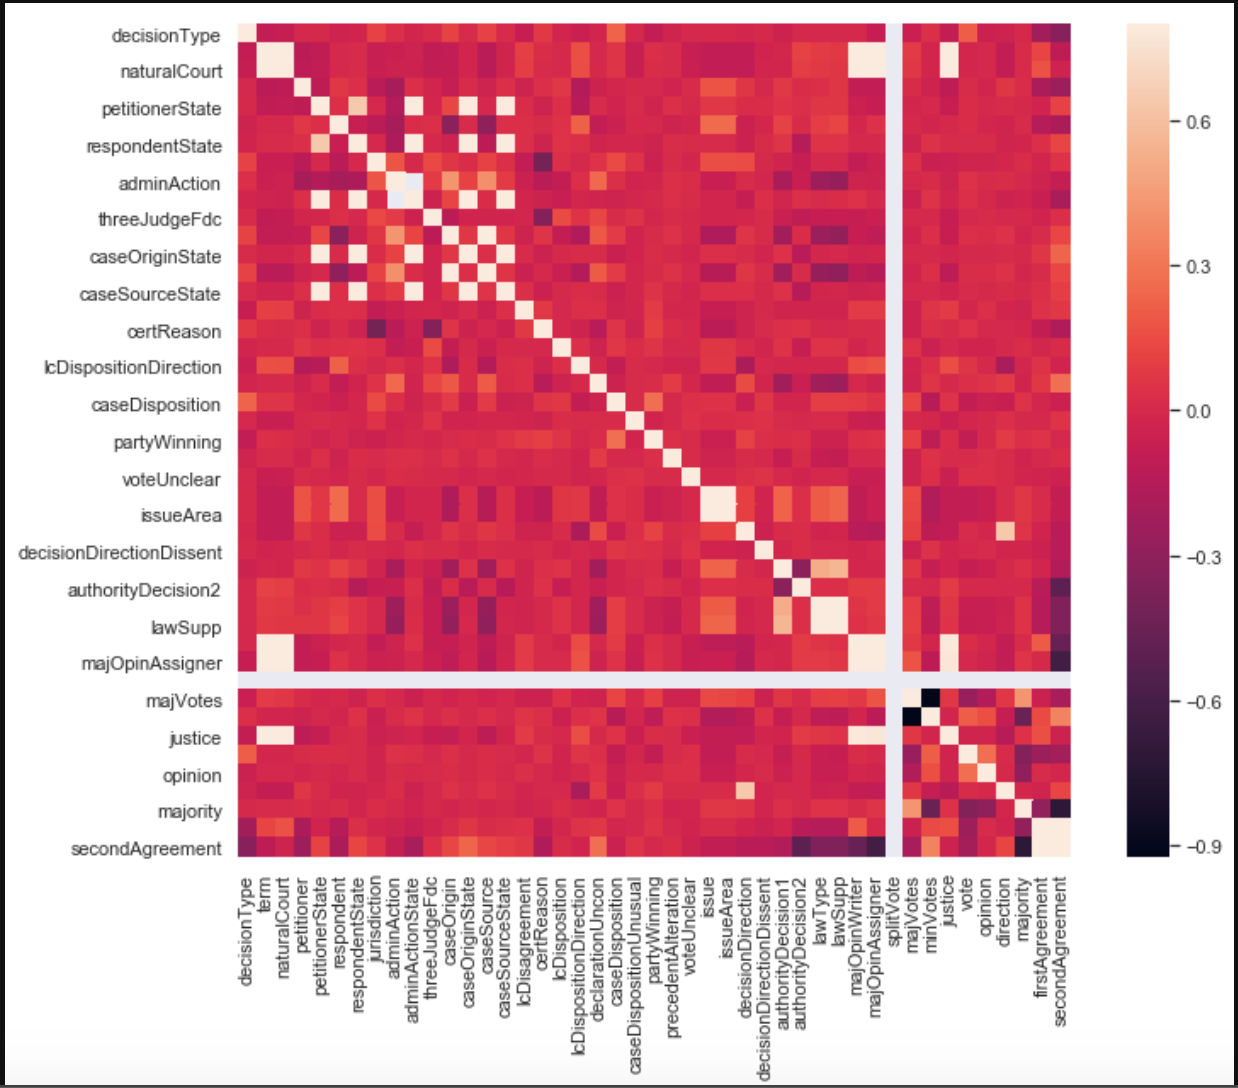 decisionType
naturalCourt
petitionerState
respondentState
adminAction
threeJudgeFdc
caseOriginState
caseSourceState
certReason
lcDispositionDirection
caseDisposition
partyWinning
voteUnclear
issueArea
decisionDirectionDissent
authorityDecision2
lawSupp
majOpinAssigner
majVotes
justice
opinion
majority
secondAgreement
0.6
0.3
0.0
−0.3
−0.6
−0.9
decisionType
term
naturalCourt
petitioner
petitionerState
respondent
respondentState
jurisdiction
adminAction
adminActionState
threeJudgeFdc
caseOrigin
caseOriginState
caseSource
caseSourceState
lcDisagreement
certReason
lcDisposition
lcDispositionDirection
declarationUncon
caseDisposition
caseDispositionUnusual
partyWinning
precedentAlteration
voteUnclear
issue
issueArea
decisionDirection
decisionDirectionDissent
authorityDecision1
authorityDecision2
lawType
lawSupp
majOpinWriter
majOpinAssigner
splitVote
majVotes
minVotes
justice
vote
opinion
direction
majority
firstAgreement
secondAgreement